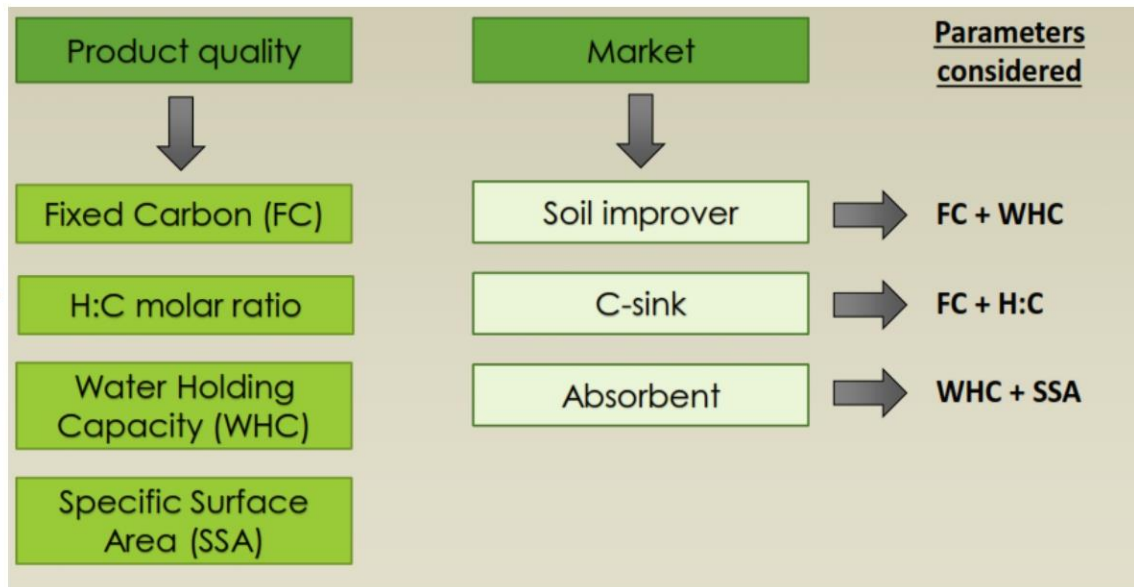 Product quality
Fixed Carbon (FC)
H:C molar ratio
Water Holding
Capacity (WHC)
Specific Surface
Area (SSA)
Market
Soil improver
C-sink
Absorbent
Parameters
considered
FC + WHC
FC + H:C
WHC + SSA